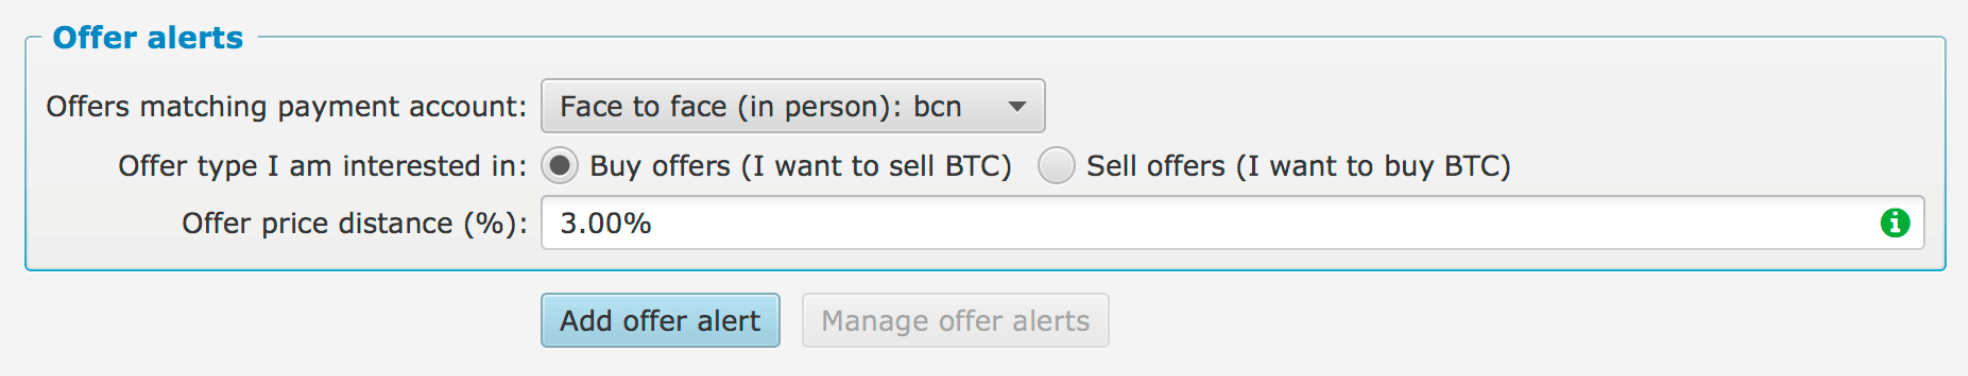 Offer alerts
Offers matching payment account: Face to face (in person): bcn
Offer type I am interested in: Buy offers (I want to sell BTC) Sell offers (I want to buy BTC)
Offer price distance (%): 3.00%
Add offer alert Manage offer alerts